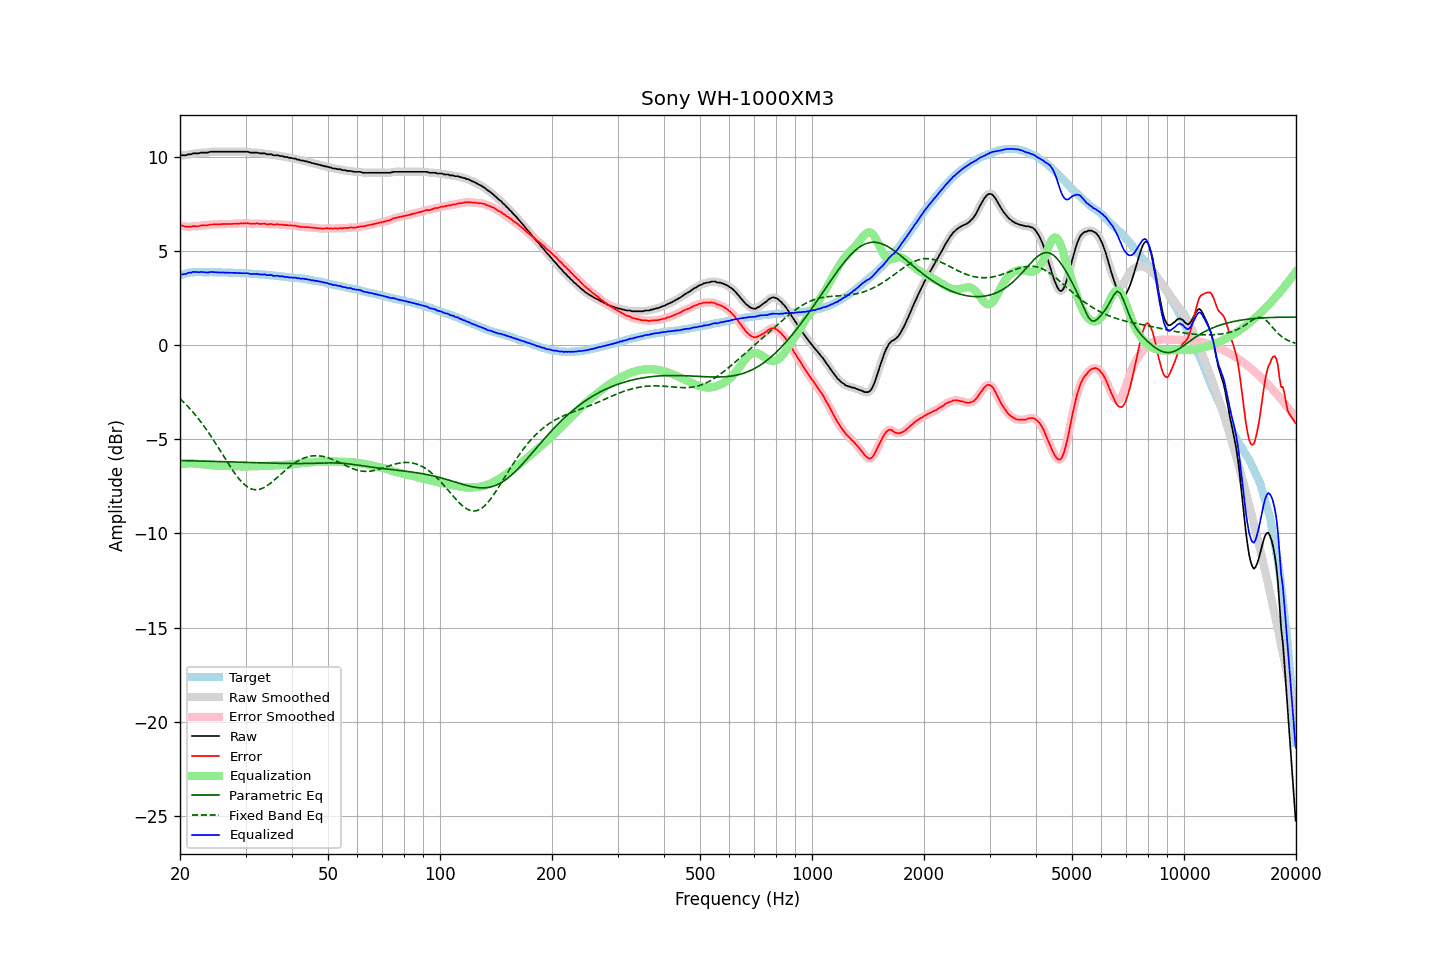 Sony WH-1000XM3
Amplitude (dBr)
10
5
0
−5
−10
−15
−20
−25
Target
Raw Smoothed
Error Smoothed
Raw
Error
Equalization
Parametric Eq
Fixed Band Eq
Equalized
20 50 100 200 500 1000 2000 5000 10000 20000
Frequency (Hz)